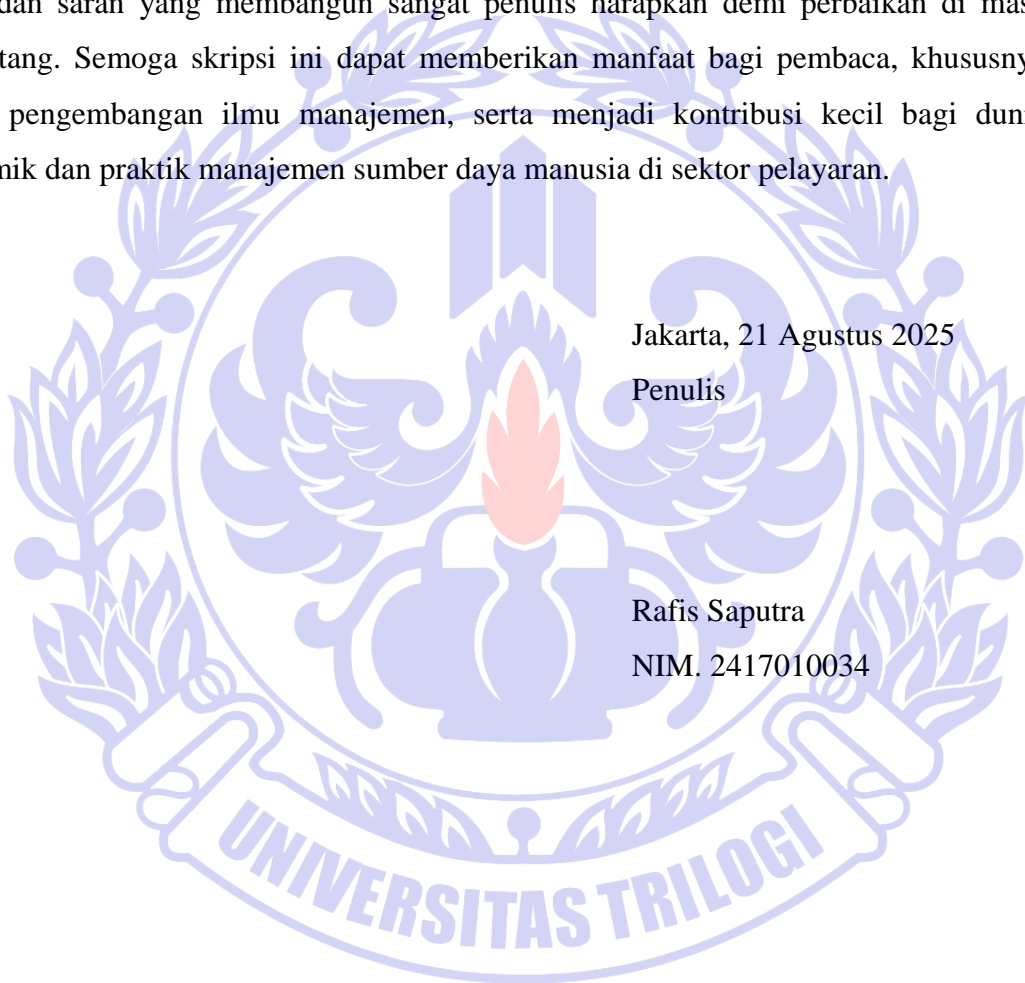 dan saran yang membangun sangat penulis harapkan demi perbaikan di mas
tang. Semoga skripsi ini dapat memberikan manfaat bagi pembaca, khususny
pengembangan ilmu manajemen, serta menjadi kontribusi kecil bagi duni
mik dan praktik manajemen sumber daya manusia di sektor pelayaran.
Jakarta, 21 Agustus 2025
Penulis
Rafis Saputra
NIM. 2417010034
UNIVERSITAS TRILOGI